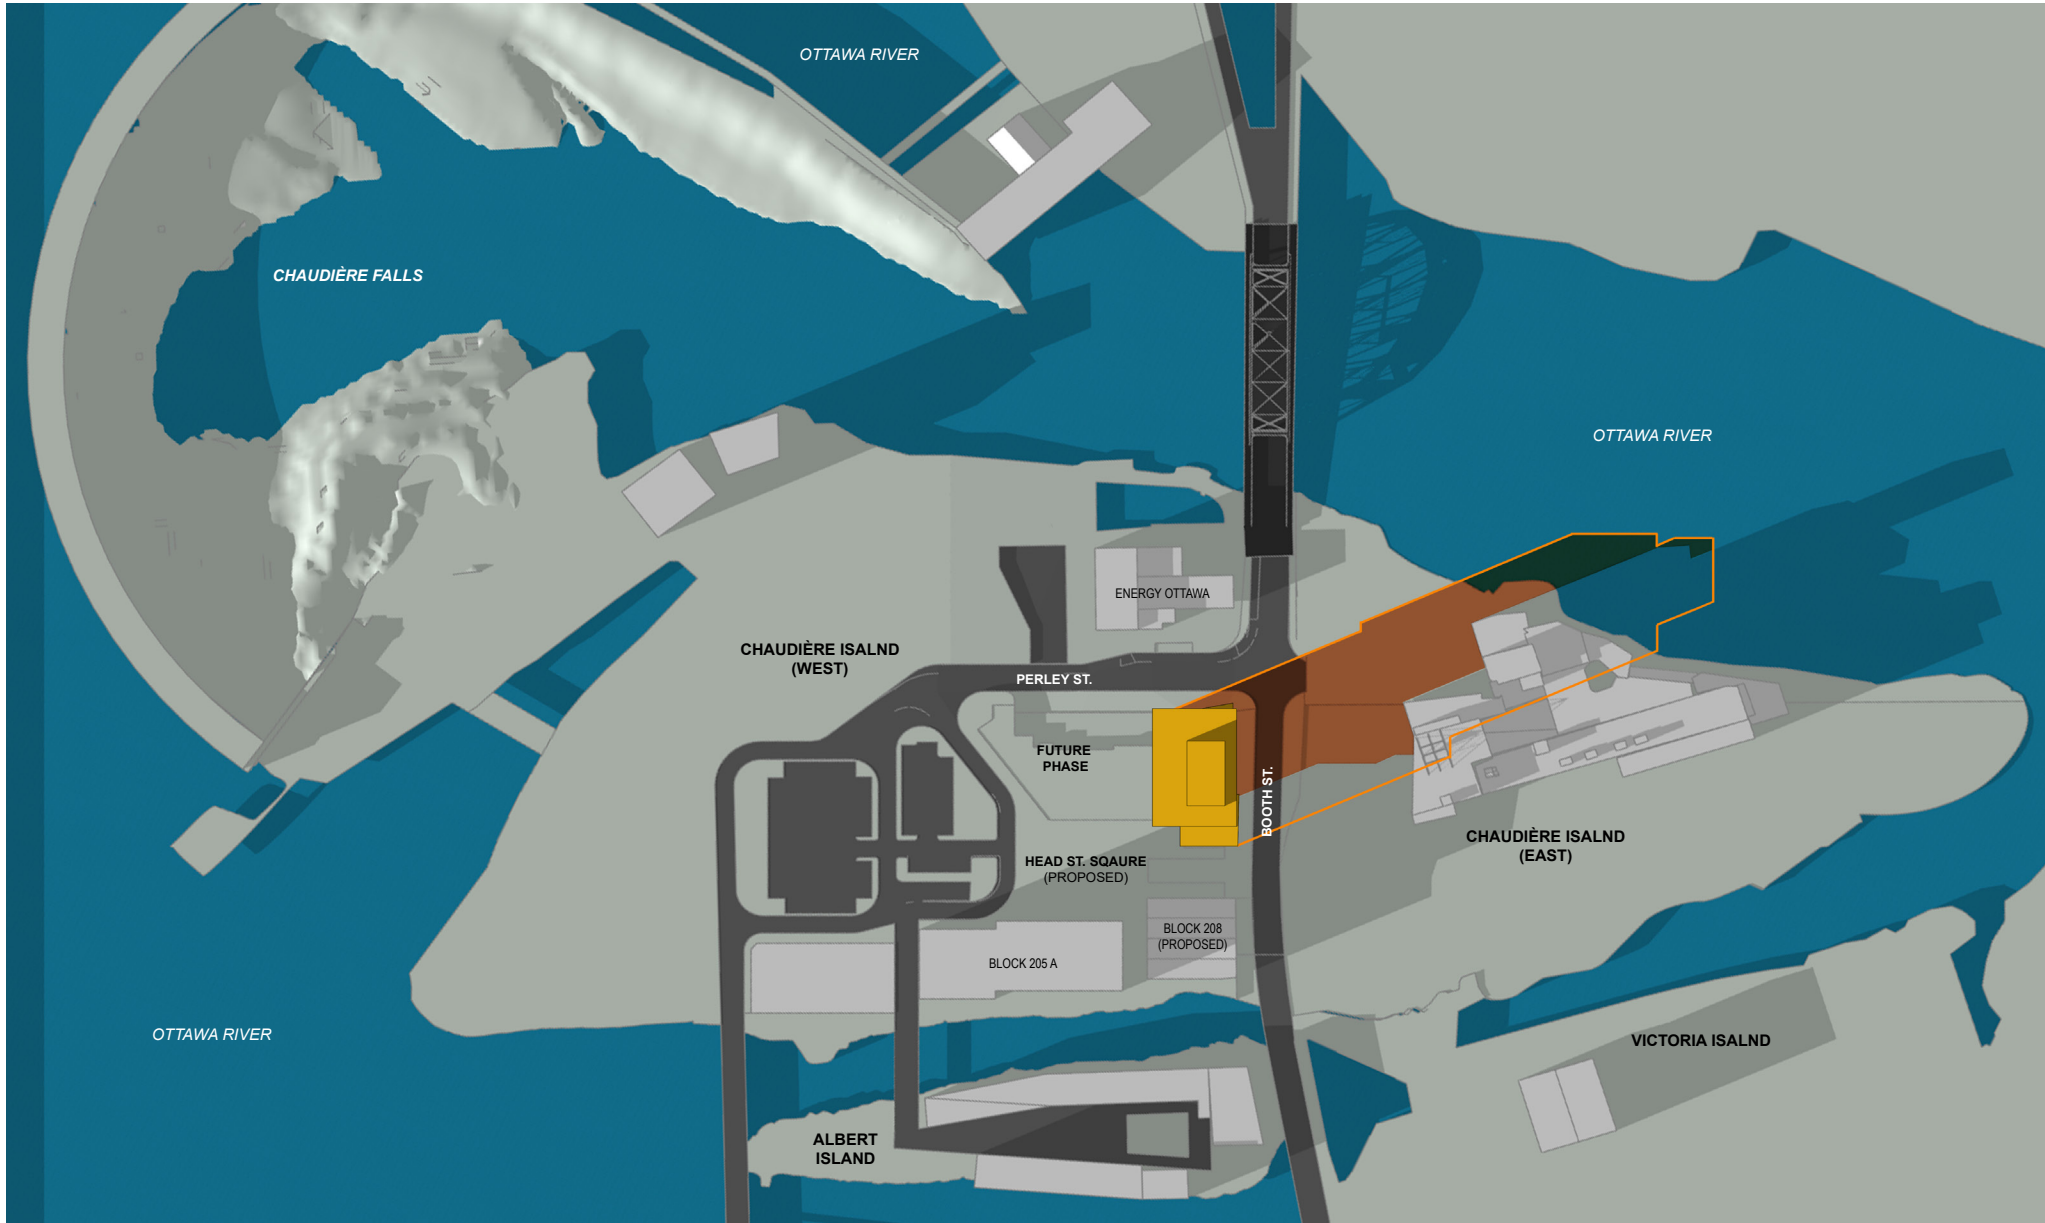 OTTAWA RIVER
CHAUDIÈRE FALLS
OTTAWA RIVER
ENERGY OTTAWA
CHAUDIÈRE ISALND
(WEST)
PERLEY ST.
FUTURE
PHASE
BOOTH ST.
CHAUDIÈRE ISALND
(EAST)
HEAD ST. SQAURE
(PROPOSED)
BLOCK 208
(PROPOSED)
BLOCK 205 A
OTTAWA RIVER
VICTORIA ISALND
ALBERT
ISLAND